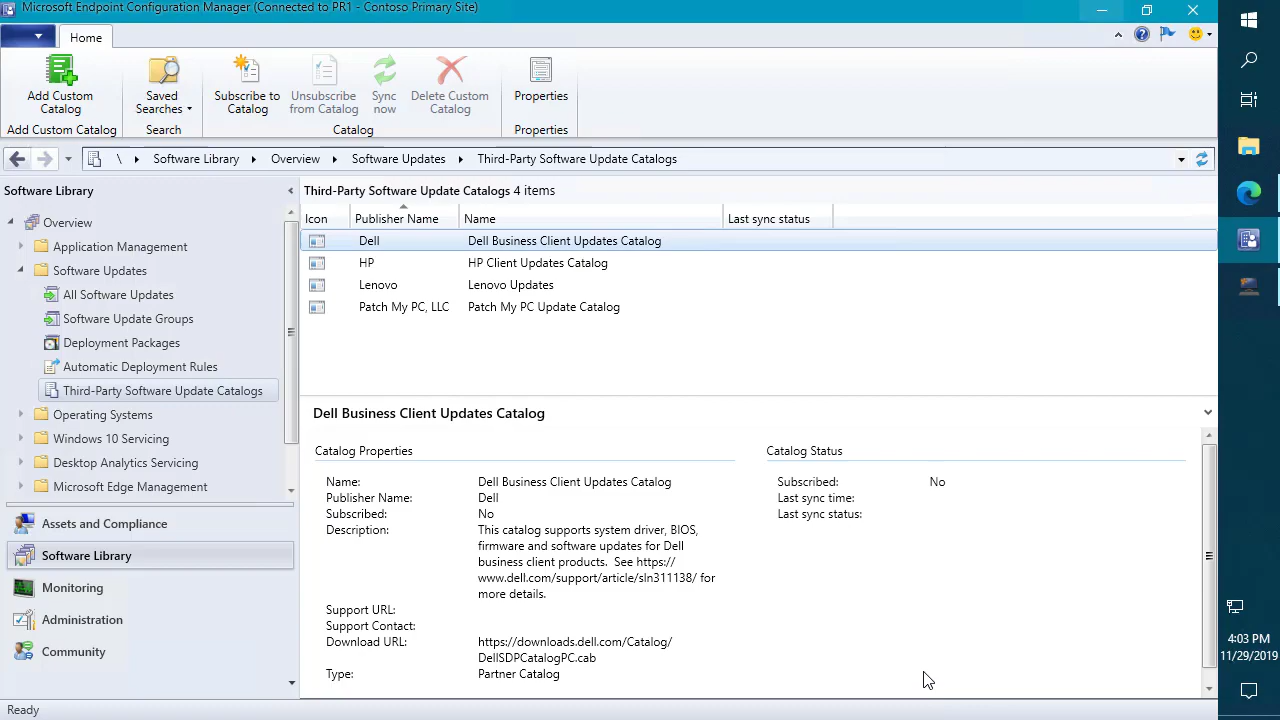 Microsoft Endpoint Configuration Manager (Connected to PR1 - Contoso Primary Site)
Home
Add Custom Catalog
Saved Searches
Subscribe to Catalog
Unsubscribe from Catalog
Sync now
Delete Custom Catalog
Properties
Add Custom Catalog
Search
Catalog
Properties
\ Software Library Overview Software Updates Third-Party Software Update Catalogs
Software Library
Overview
Application Management
Software Updates
All Software Updates
Software Update Groups
Deployment Packages
Automatic Deployment Rules
Third-Party Software Update Catalogs
Operating Systems
Windows 10 Servicing
Desktop Analytics Servicing
Microsoft Edge Management
Assets and Compliance
Software Library
Monitoring
Administration
Community
Third-Party Software Update Catalogs 4 items
Icon Publisher Name Name Last sync status
Dell Dell Business Client Updates Catalog
HP HP Client Updates Catalog
Lenovo Lenovo Updates
Patch My PC, LLC Patch My PC Update Catalog
Dell Business Client Updates Catalog
Catalog Properties
Name: Dell Business Client Updates Catalog
Publisher Name: Dell
Subscribed: No
Description: This catalog supports system driver, BIOS,
firmware and software updates for Dell
business client products. See https://
www.dell.com/support/article/sln311138/ for
more details.
Support URL:
Support Contact:
Download URL: https://downloads.dell.com/Catalog/
DellSDPCatalogPC.cab
Type: Partner Catalog
Catalog Status
Subscribed: No
Last sync time:
Last sync status:
Ready
4:03 PM
11/29/2019